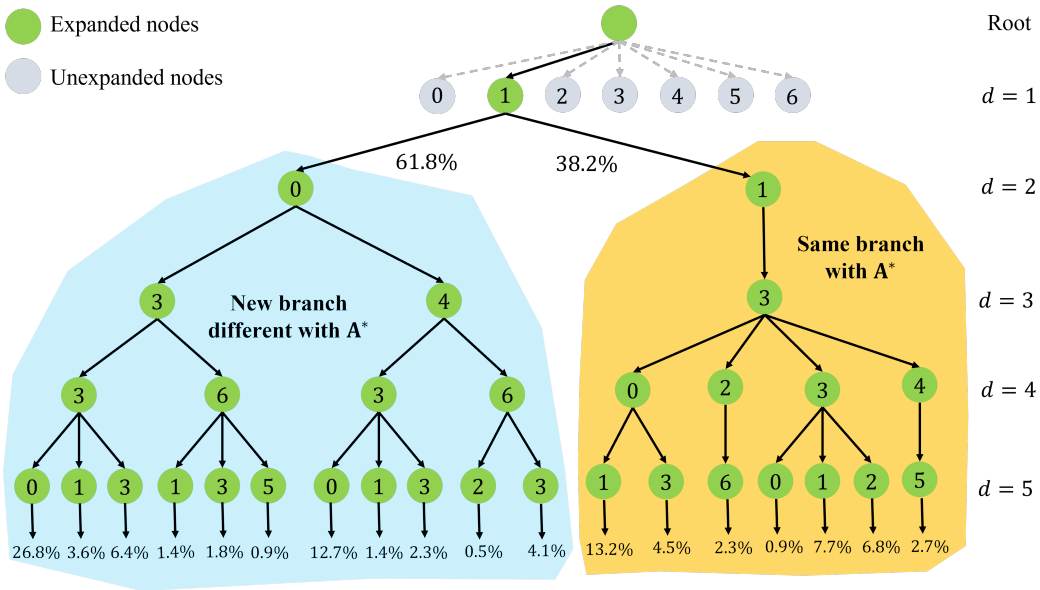 Expanded nodes
Root
Unexpanded nodes
0 1 2 3 4 5 6
d = 1
61.8% 38.2%
0 1
d = 2
Same branch
with A*
3 4
New branch
different with A*
3
d = 3
3 6 3 6
0 2 3 4
d = 4
0 1 3 1 3 5 0 1 3 2 3
1 3 6 0 1 2 5
d = 5
26.8% 3.6% 6.4% 1.4% 1.8% 0.9% 12.7% 1.4% 2.3% 0.5% 4.1%
13.2% 4.5% 2.3% 0.9% 7.7% 6.8% 2.7%